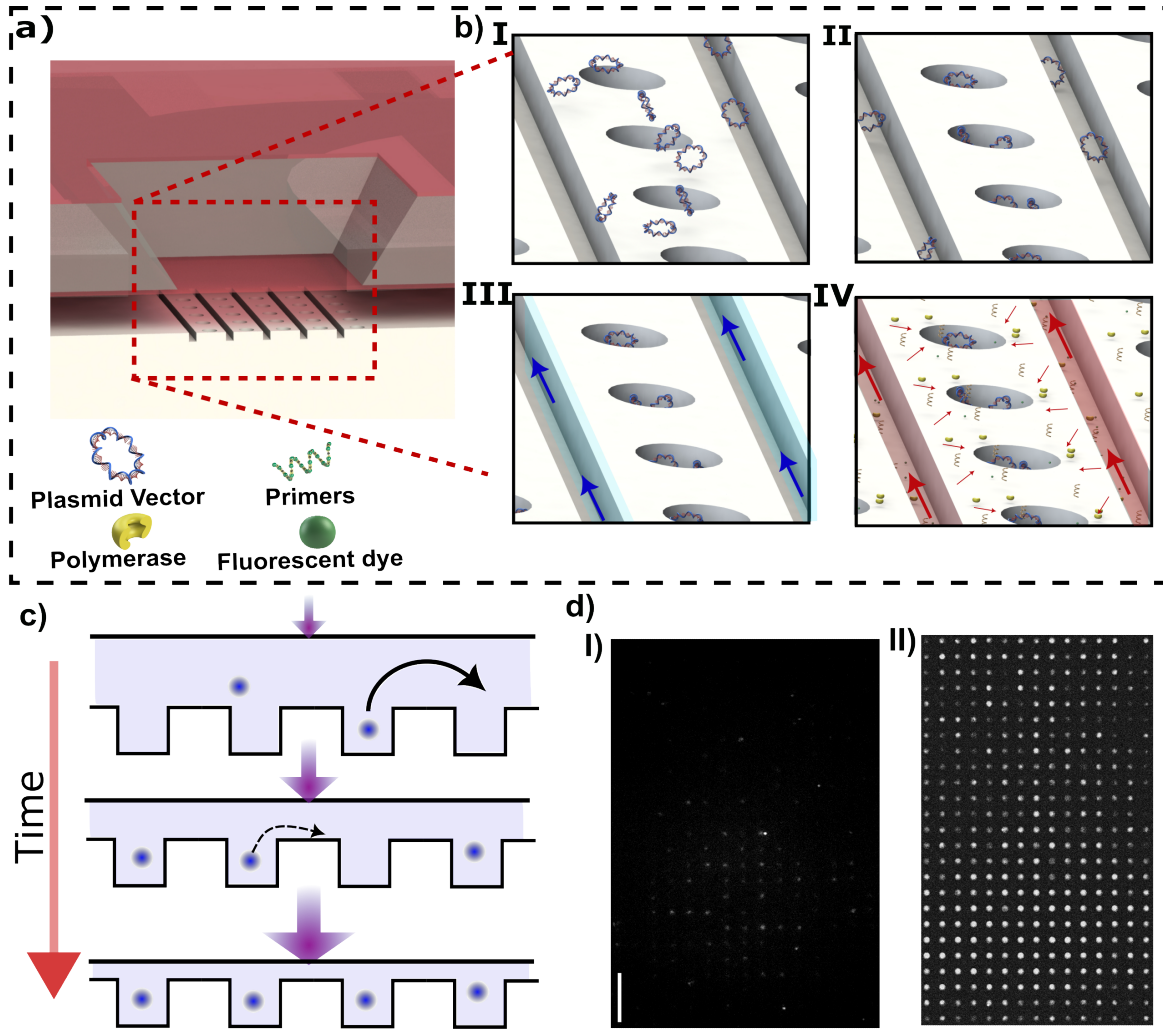 a)
b)
I
II
III
IV
Plasmid Vector
Primers
Polymerase
Fluorescent dye
c)
Time
d)
I)
II)